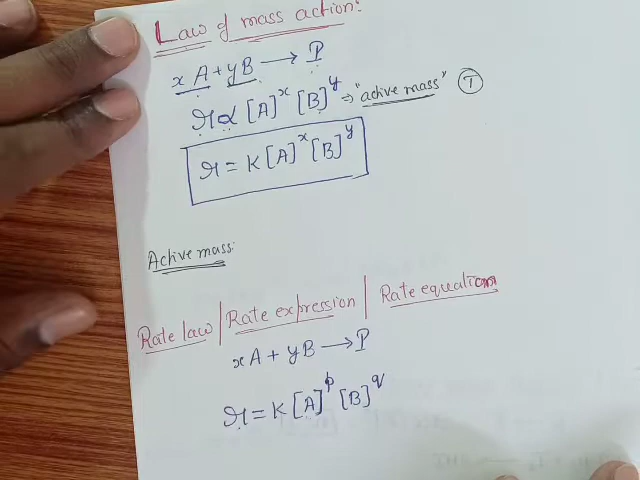 Law of mass action:
xA + yB → P
r ∝ [A]^x [B]^y ⇒ "active mass" (T)
r = K[A]^x [B]^y
Active mass:
Rate law | Rate expression | Rate equation
xA + yB → P
r = K[A]^p [B]^q